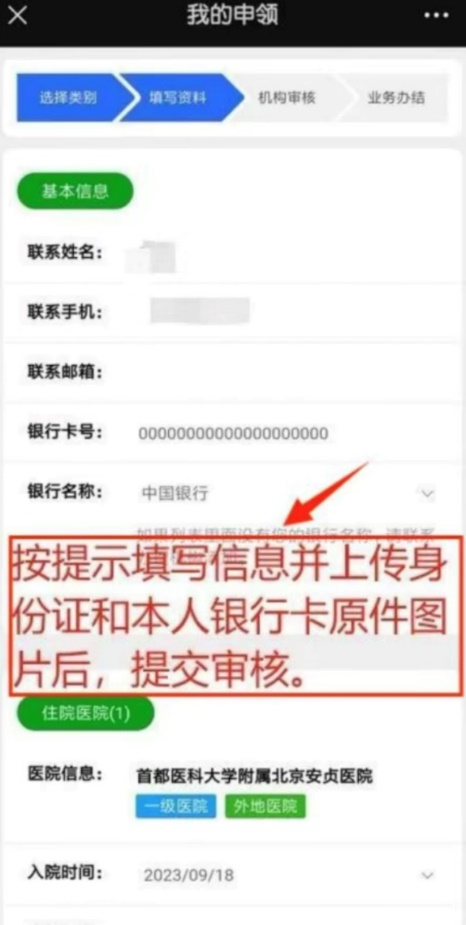 我的申领
选择类别
填写资料
机构审核
业务办结
基本信息
联系姓名：
联系手机：
联系邮箱：
银行卡号：
00000000000000000000
银行名称：
中国银行
如果列表里面没有您的银行名称，请联系
按提示填写信息并上传身
份证和本人银行卡原件图
片后，提交审核。
住院医院(1)
医院信息：
首都医科大学附属北京安贞医院
一级医院 外地医院
入院时间：
2023/09/18